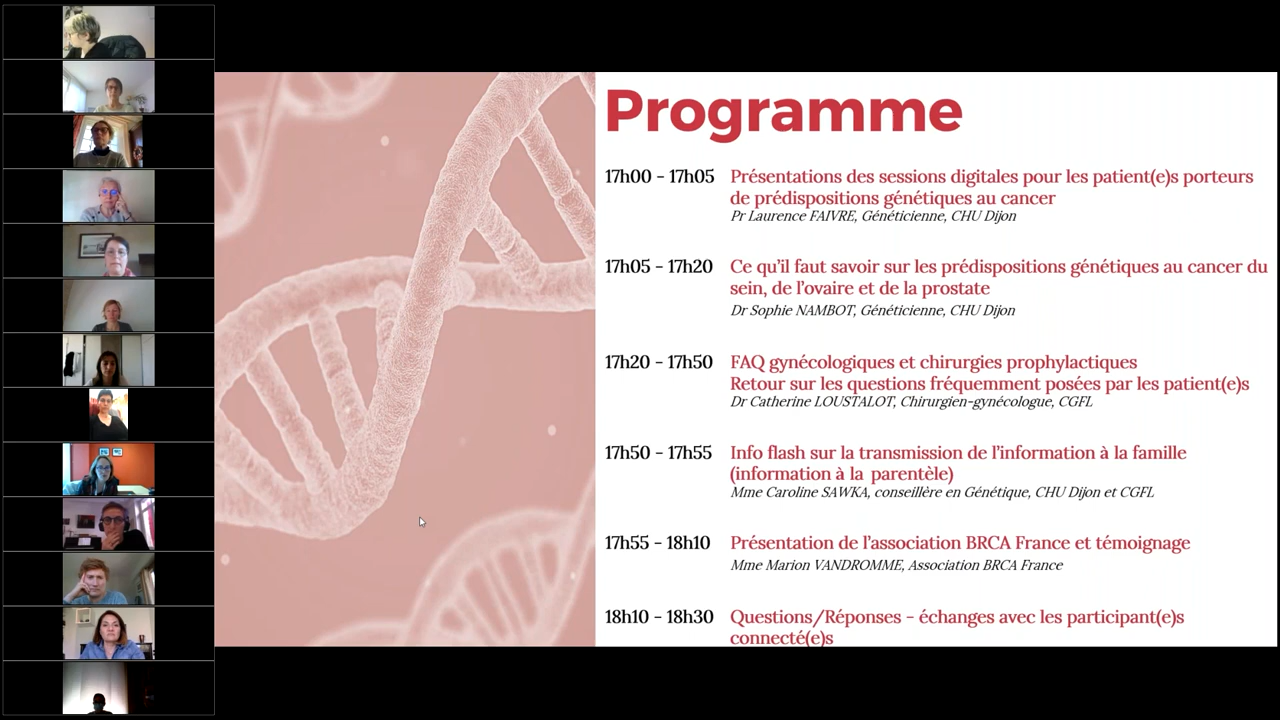 Programme
17h00 - 17h05 Présentations des sessions digitales pour les patient(e)s porteurs
de prédispositions génétiques au cancer
Pr Laurence FAIVRE, Généticienne, CHU Dijon
17h05 - 17h20 Ce qu'il faut savoir sur les prédispositions génétiques au cancer du
sein, de l'ovaire et de la prostate
Dr Sophie NAMBOT, Généticienne, CHU Dijon
17h20 - 17h50 FAQ gynécologiques et chirurgies prophylactiques
Retour sur les questions fréquemment posées par les patient(e)s
Dr Catherine LOUSTALOT, Chirurgien-gynécologue, CGFL
17h50 - 17h55 Info flash sur la transmission de l'information à la famille
(information à la parentèle)
Mme Caroline SAWKA, conseillère en Génétique, CHU Dijon et CGFL
17h55 - 18h10 Présentation de l'association BRCA France et témoignage
Mme Marion VANDROMME, Association BRCA France
18h10 - 18h30 Questions/Réponses - échanges avec les participant(e)s
connecté(e)s